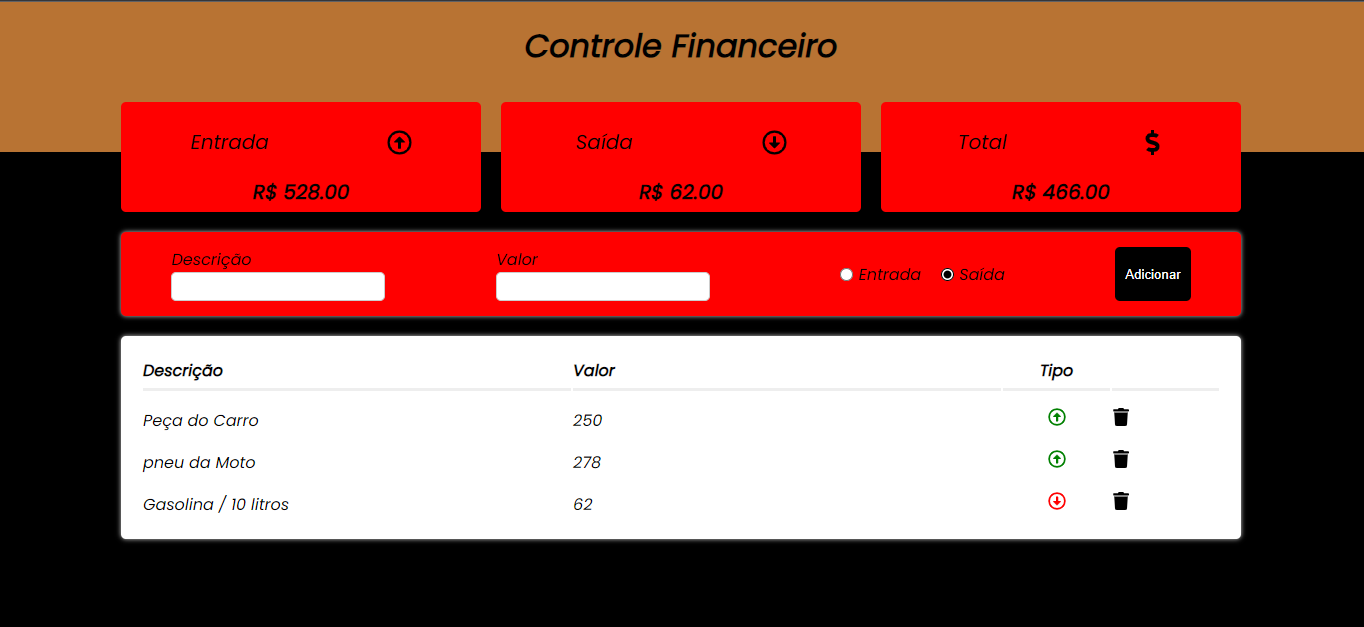 Controle Financeiro
Entrada
Saída
Total
R$ 528.00
R$ 62.00
R$ 466.00
Descrição
Valor
Entrada
Saída
Adicionar
Descrição Valor Tipo
Peça do Carro 250
pneu da Moto 278
Gasolina / 10 litros 62